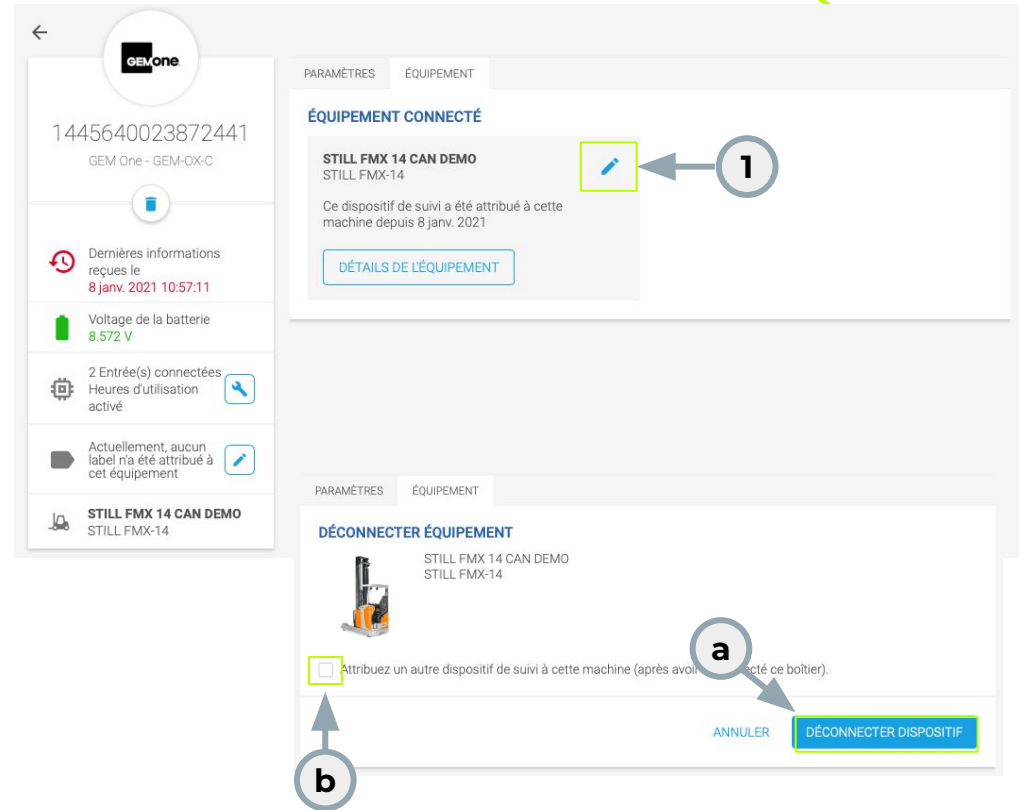 GEMone
1445640023872441
GEM One - GEM-OX-C
Dernières informations
reçues le
8 janv. 2021 10:57:11
Voltage de la batterie
8.572 V
2 Entrée(s) connectées
Heures d'utilisation
activé
Actuellement, aucun
label n'a été attribué à
cet équipement
STILL FMX 14 CAN DEMO
STILL FMX-14
PARAMÈTRES ÉQUIPEMENT
ÉQUIPEMENT CONNECTÉ
STILL FMX 14 CAN DEMO
STILL FMX-14
Ce dispositif de suivi a été attribué à cette
machine depuis 8 janv. 2021
DÉTAILS DE L'ÉQUIPEMENT
1
PARAMÈTRES ÉQUIPEMENT
DÉCONNECTER ÉQUIPEMENT
STILL FMX 14 CAN DEMO
STILL FMX-14
a
Attribuez un autre dispositif de suivi à cette machine (après avoir ce boîtier).
ANNULER DÉCONNECTER DISPOSITIF
b